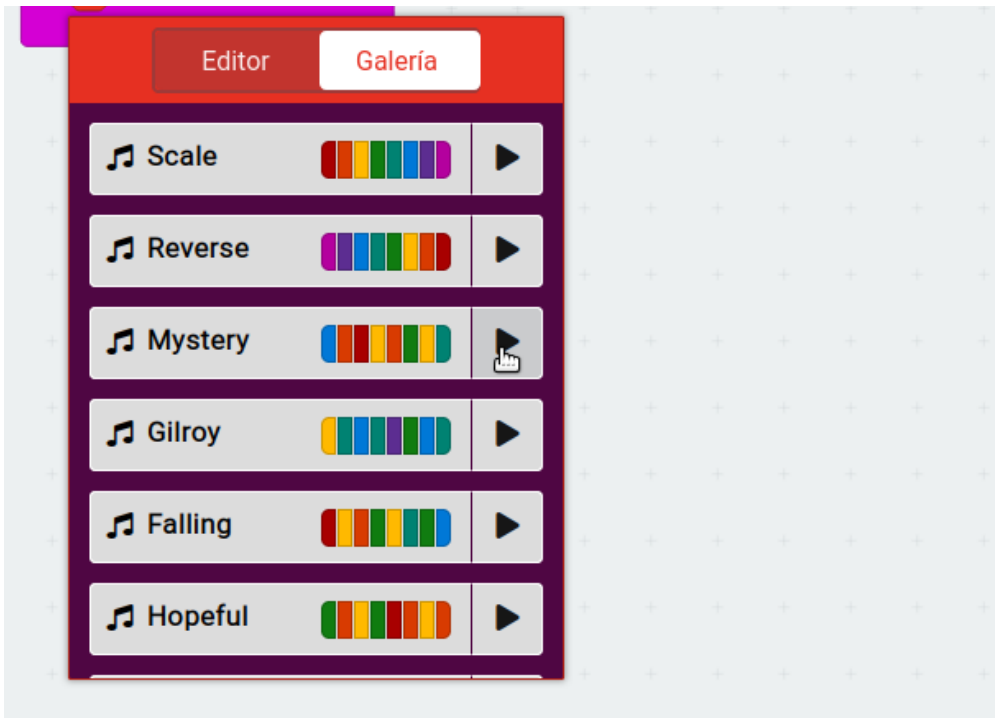 Editor
Galería
Scale
Reverse
Mystery
Gilroy
Falling
Hopeful